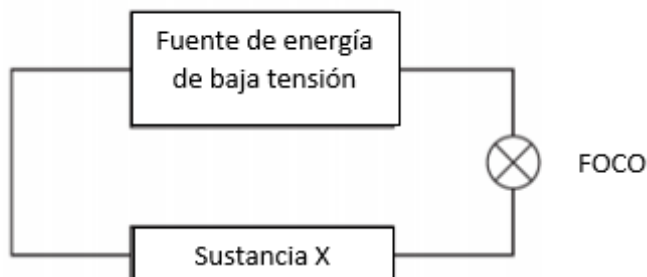 Fuente de energía
de baja tensión
FOCO
Sustancia X